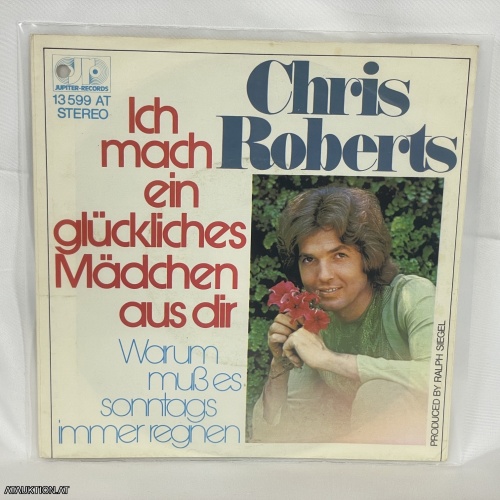 JUPITER-RECORDS
13 599 AT
STEREO
Chris
Roberts
Ich
mach
ein
glückliches
Mädchen
aus dir
Warum
muß es
sonntags
immer regnen
PRODUCED BY RALPH SIEGEL
ATAUKTION.AT